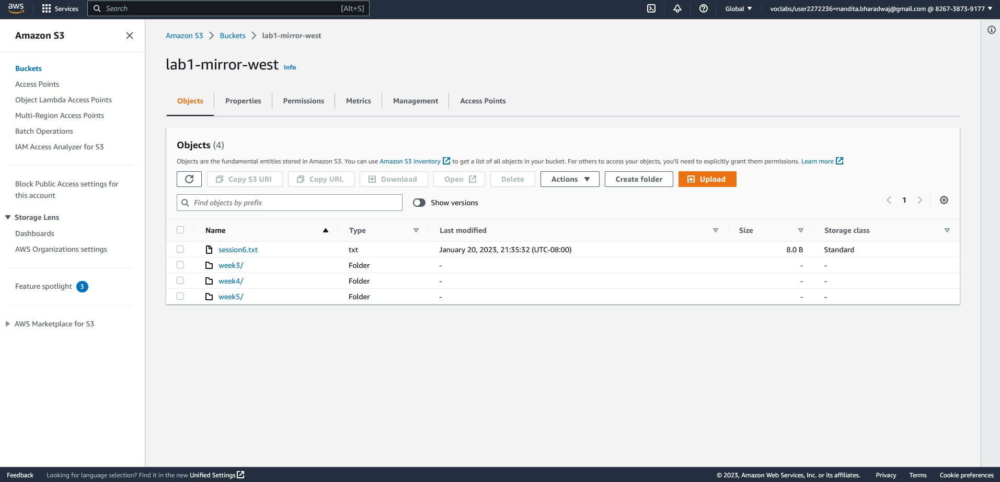 aws Services Search [Alt+S] Global voclabs/user2272236=nandita.bharadwaj@gmail.com @ 8267-3873-9177
Amazon S3
Buckets
Access Points
Object Lambda Access Points
Multi-Region Access Points
Batch Operations
IAM Access Analyzer for S3
Block Public Access settings for
this account
Storage Lens
Dashboards
AWS Organizations settings
Feature spotlight 3
AWS Marketplace for S3
Amazon S3 Buckets lab1-mirror-west
lab1-mirror-west Info
Objects Properties Permissions Metrics Management Access Points
Objects (4)
Objects are the fundamental entities stored in Amazon S3. You can use Amazon S3 inventory to get a list of all objects in your bucket. For others to access your objects, you'll need to explicitly grant them permissions. Learn more
Copy S3 URI Copy URL Download Open Delete Actions Create folder Upload
Find objects by prefix Show versions 1
Name Type Last modified Size Storage class
session6.txt txt January 20, 2023, 21:35:32 (UTC-08:00) 8.0 B Standard
week3/ Folder - - -
week4/ Folder - - -
week5/ Folder - - -
Feedback Looking for language selection? Find it in the new Unified Settings © 2023, Amazon Web Services, Inc. or its affiliates. Privacy Terms Cookie preferences